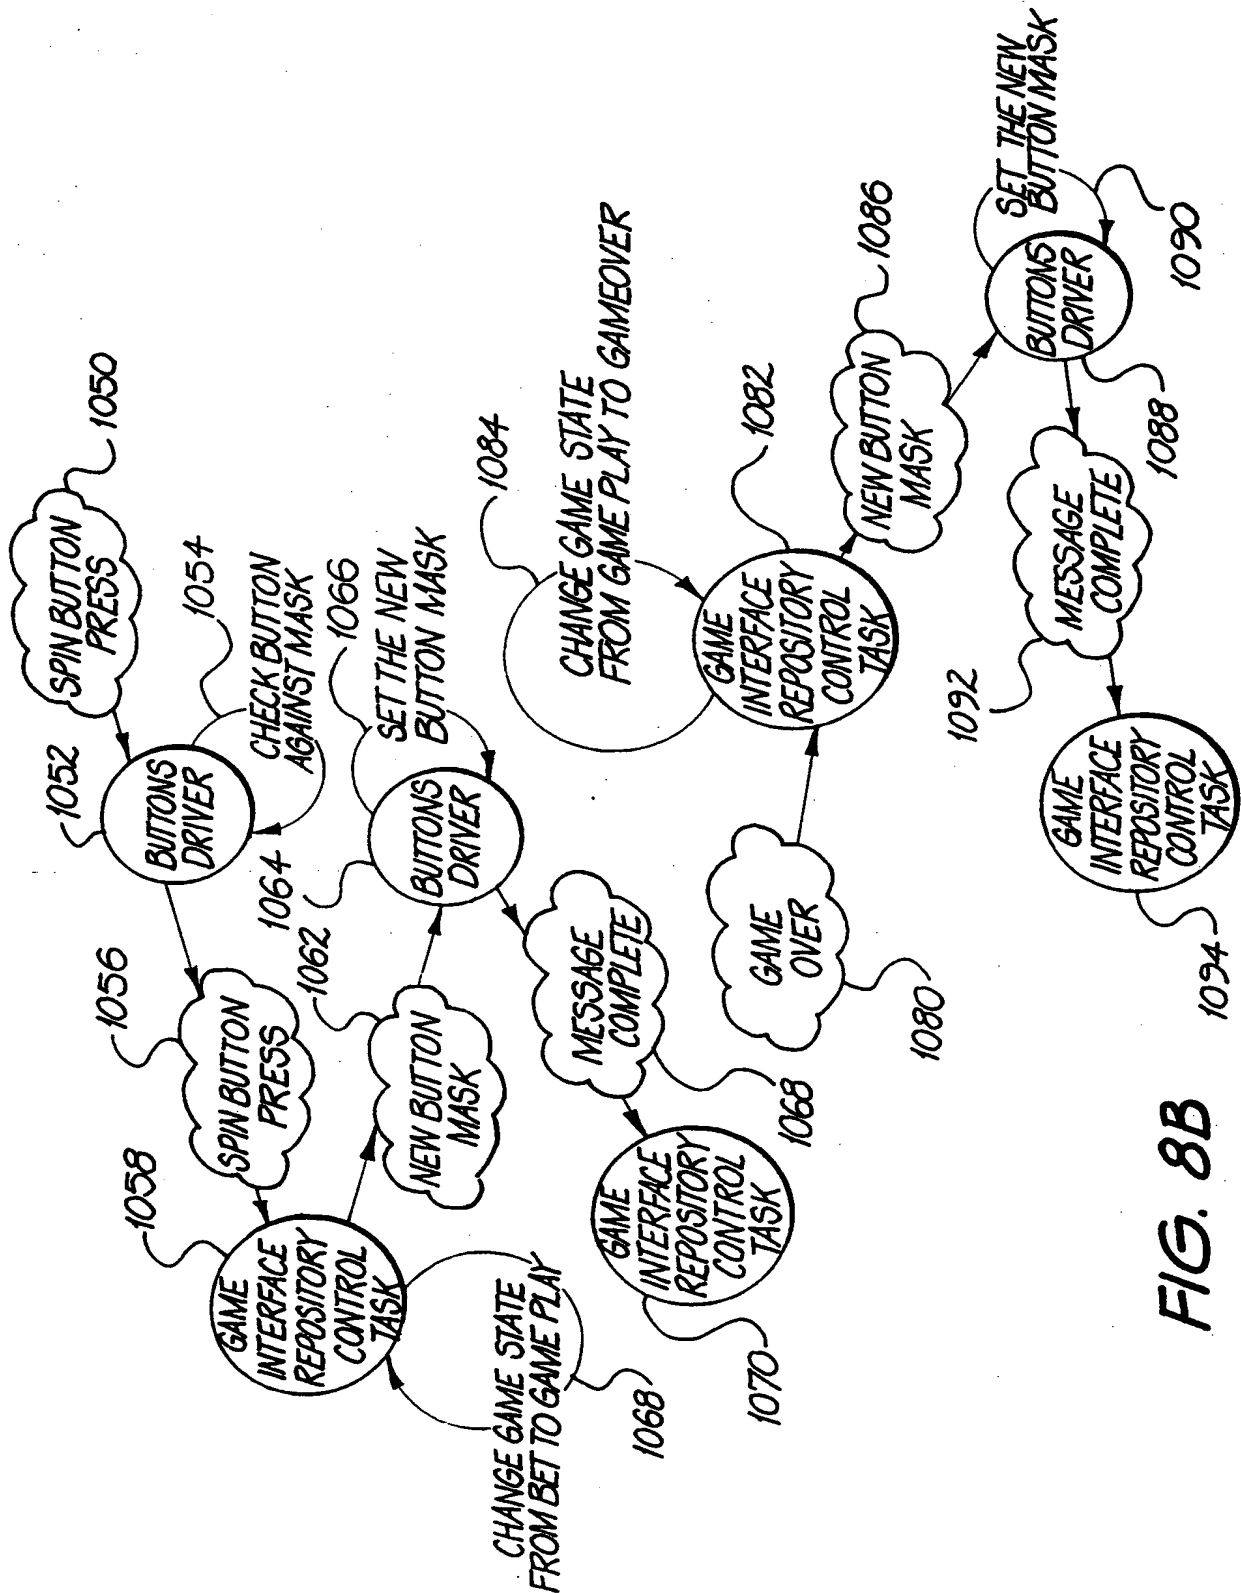 1050
SPIN BUTTON
PRESS
1052
BUTTONS
DRIVER
1054
CHECK BUTTON
AGAINST MASK
1056
SPIN BUTTON
PRESS
1058
GAME
INTERFACE
REPOSITORY
CONTROL
TASK
CHANGE GAME STATE
FROM BET TO GAME PLAY
1068
1062
NEW BUTTON
MASK
1064
BUTTONS
DRIVER
1066
SET THE NEW
BUTTON MASK
MESSAGE
COMPLETE
1068
GAME
INTERFACE
REPOSITORY
CONTROL
TASK
1070
GAME
OVER
1080
1084
CHANGE GAME STATE
FROM GAME PLAY TO GAMEOVER
1082
GAME
INTERFACE
REPOSITORY
CONTROL
TASK
1086
NEW BUTTON
MASK
BUTTONS
DRIVER
1088
SET THE NEW
BUTTON MASK
1090
MESSAGE
COMPLETE
1092
GAME
INTERFACE
REPOSITORY
CONTROL
TASK
1094
FIG. 8B